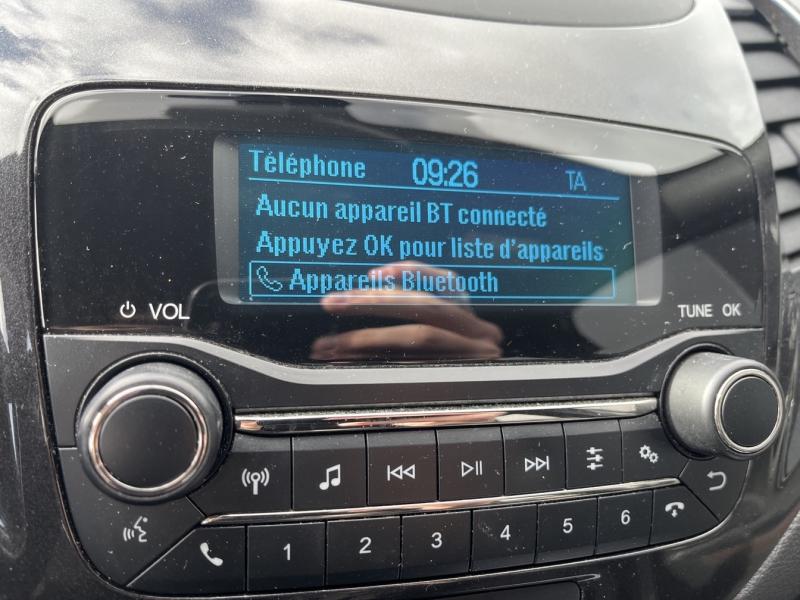 Téléphone 09:26 TA
Aucun appareil BT connecté
Appuyez OK pour liste d'appareils
Appareils Bluetooth
VOL
TUNE OK
1 2 3 4 5 6